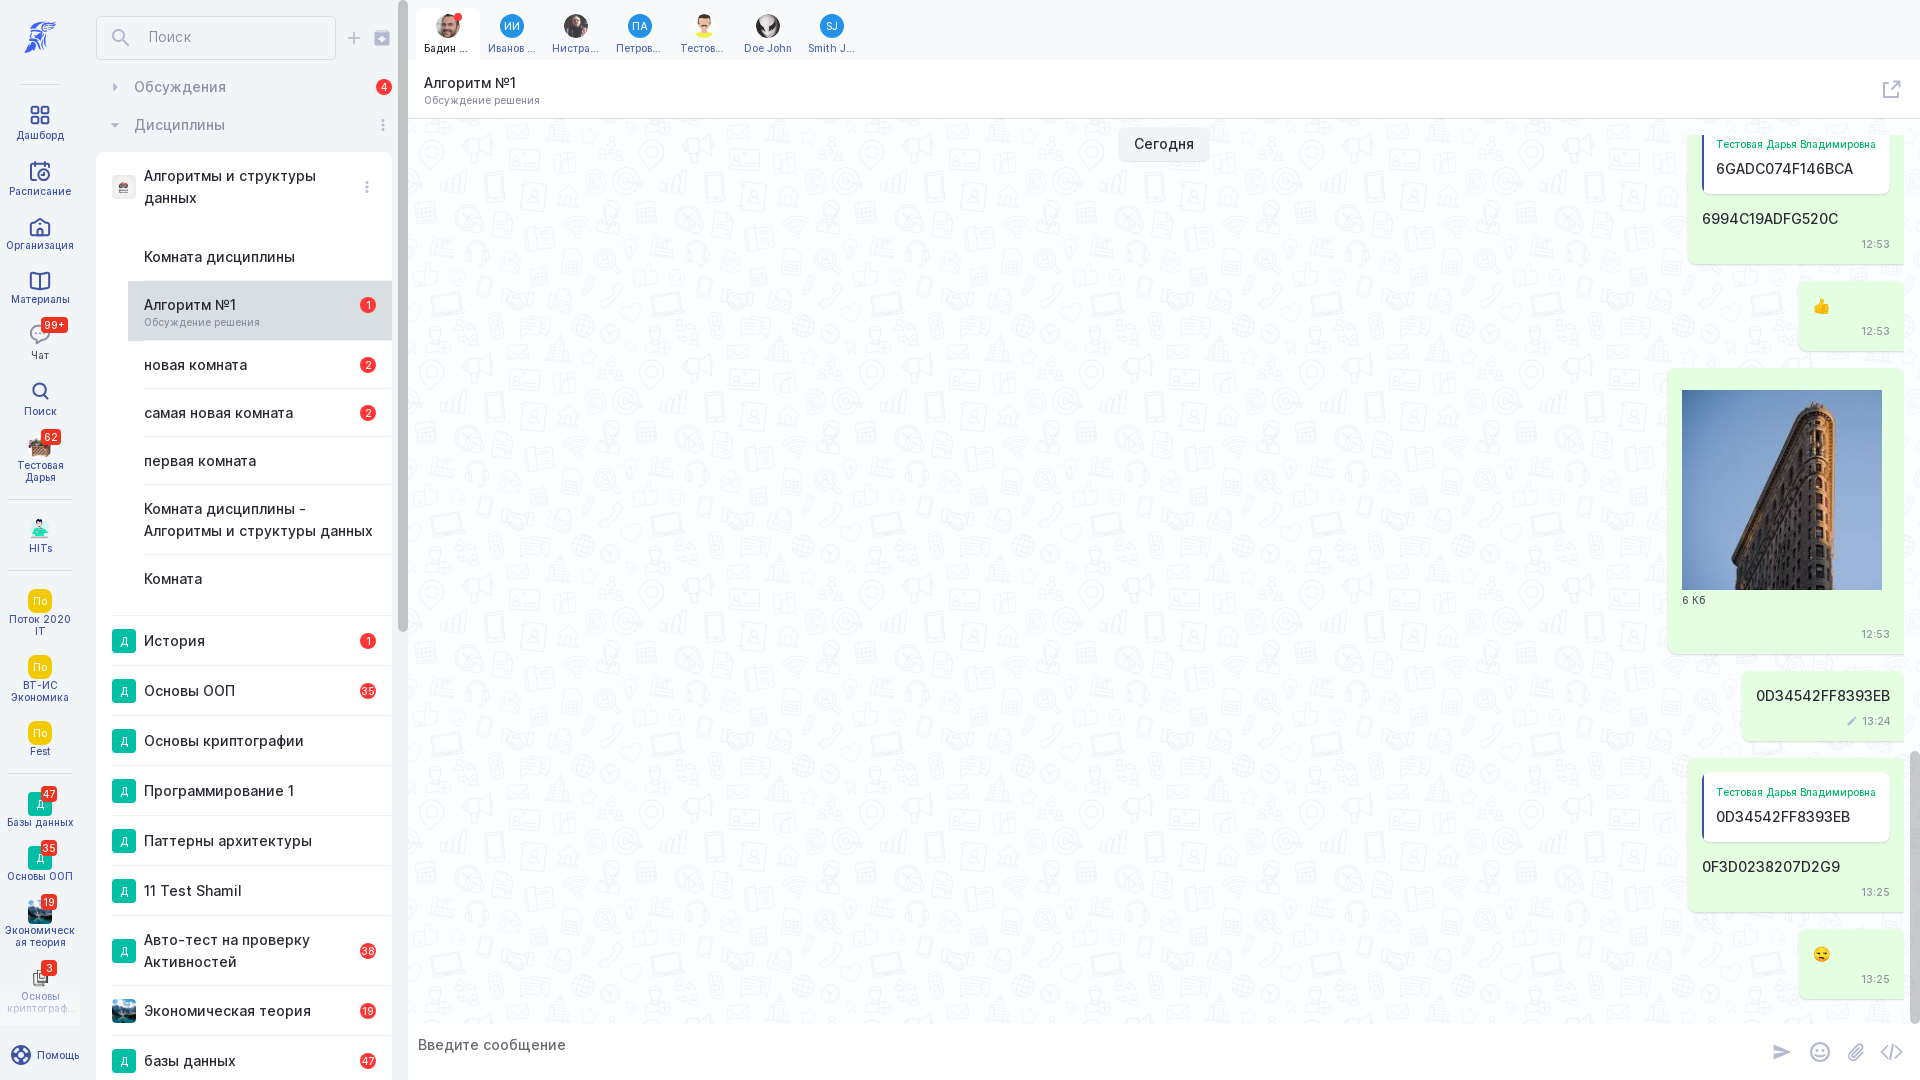 Дашборд
Расписание
Организация
Материалы
99+
Чат
Поиск
62
Тестовая
Дарья
HITs
По
Поток 2020
IT
По
ВТ-ИС
Экономика
По
Fest
47
Д
Базы данных
35
Д
Основы ООП
19
Экономическ
ая теория
3
Основы
криптограф...
Помощь
Поиск
Обсуждения
4
Дисциплины
Алгоритмы и структуры
данных
Комната дисциплины
Алгоритм №1
1
Обсуждение решения
новая комната
2
самая новая комната
2
первая комната
Комната дисциплины -
Алгоритмы и структуры данных
Комната
Д История 1
Д Основы ООП 35
Д Основы криптографии
Д Программирование 1
Д Паттерны архитектуры
Д 11 Test Shamil
Д Авто-тест на проверку
Активностей
38
Экономическая теория 19
Д базы данных 47
Бадин ...
ИИ
Иванов ...
Нистра...
ПА
Петров...
Тестов...
Doe John
SJ
Smith J...
Алгоритм №1
Обсуждение решения
Сегодня
Тестовая Дарья Владимировна
6GADC074F146BCA
6994C19ADFG520C
12:53
👍
12:53
6 Кб
12:53
0D34542FF8393EB
13:24
Тестовая Дарья Владимировна
0D34542FF8393EB
0F3D0238207D2G9
13:25
😒
13:25
Введите сообщение